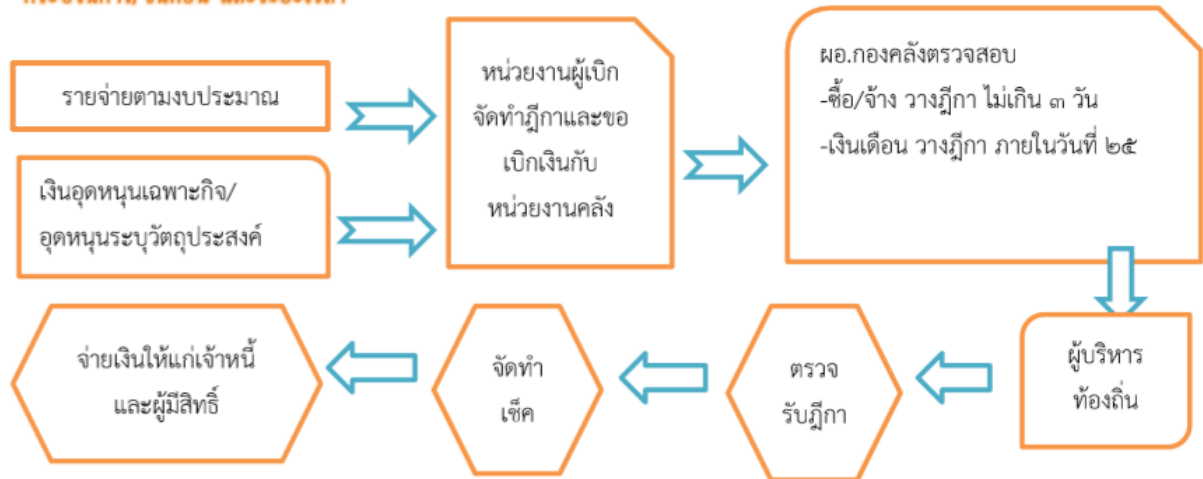 รายจ่ายตามงบประมาณ
เงินอุดหนุนเฉพาะกิจ/
อุดหนุนระบุวัตถุประสงค์
หน่วยงานผู้เบิก
จัดทำฎีกาและขอ
เบิกเงินกับ
หน่วยงานคลัง
ผอ.กองคลังตรวจสอบ
-ซื้อ/จ้าง วางฎีกา ไม่เกิน ๓ วัน
-เงินเดือน วางฎีกา ภายในวันที่ ๒๕
ผู้บริหาร
ท้องถิ่น
ตรวจ
รับฎีกา
จัดทำ
เช็ค
จ่ายเงินให้แก่เจ้าหนี้
และผู้มีสิทธิ์